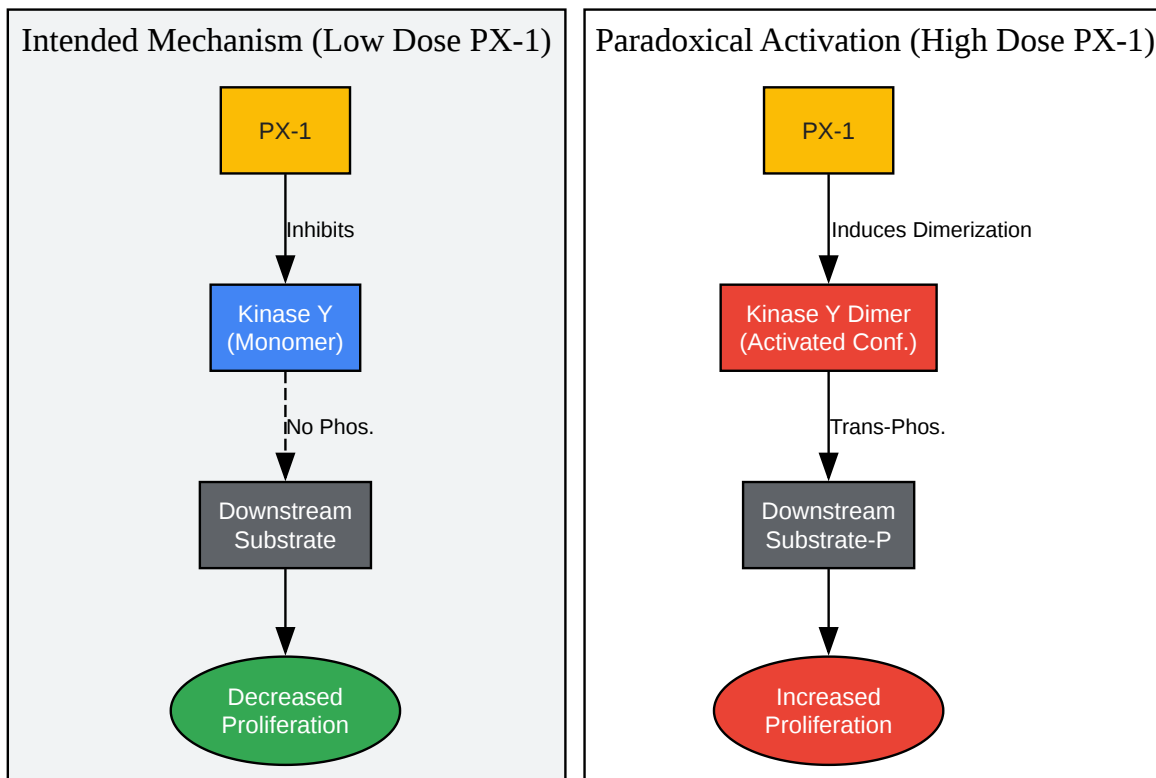 Intended Mechanism (Low Dose PX-1)
PX-1
Inhibits
Kinase Y
(Monomer)
No Phos.
Downstream
Substrate
Decreased
Proliferation
Paradoxical Activation (High Dose PX-1)
PX-1
Induces Dimerization
Kinase Y Dimer
(Activated Conf.)
Trans-Phos.
Downstream
Substrate-P
Increased
Proliferation